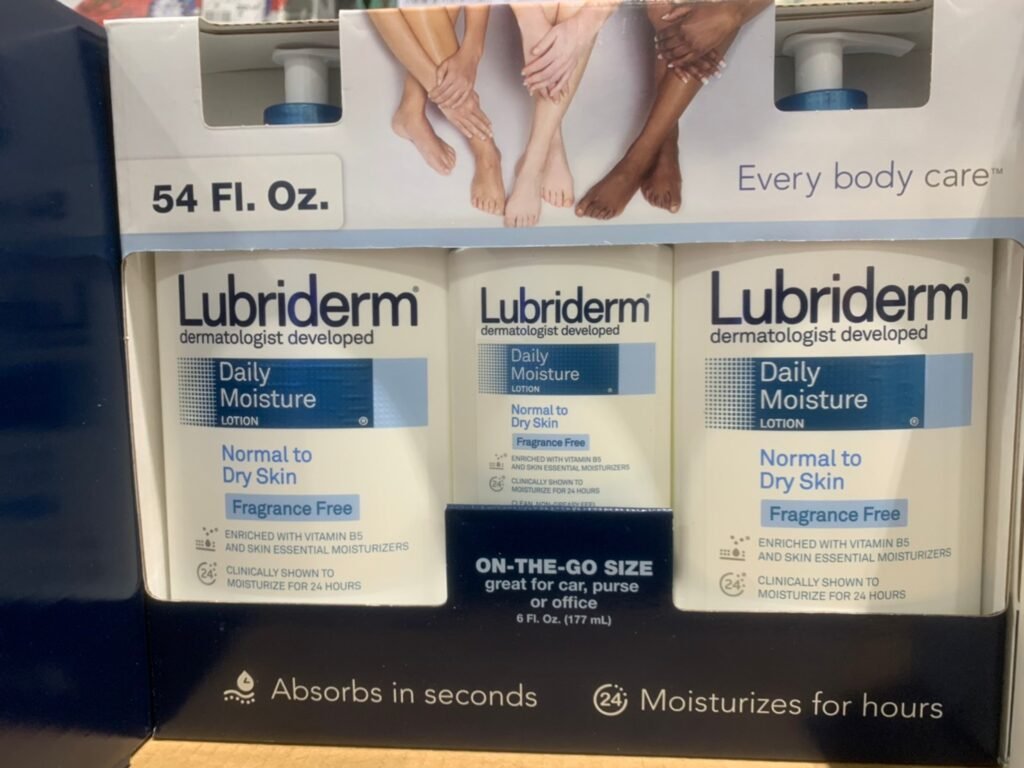 54 Fl. Oz.
Every body care™
Lubriderm®
dermatologist developed
Daily
Moisture
LOTION
®
Normal to
Dry Skin
Fragrance Free
ENRICHED WITH VITAMIN B5
AND SKIN ESSENTIAL MOISTURIZERS
24
CLINICALLY SHOWN TO
MOISTURIZE FOR 24 HOURS
Lubriderm®
dermatologist developed
Daily
Moisture
LOTION
Normal to
Dry Skin
Fragrance Free
ENRICHED WITH VITAMIN B5
AND SKIN ESSENTIAL MOISTURIZERS
24
CLINICALLY SHOWN TO
MOISTURIZE FOR 24 HOURS
Lubriderm®
dermatologist developed
Daily
Moisture
LOTION
®
Normal to
Dry Skin
Fragrance Free
ENRICHED WITH VITAMIN B5
AND SKIN ESSENTIAL MOISTURIZERS
24
CLINICALLY SHOWN TO
MOISTURIZE FOR 24 HOURS
ON-THE-GO SIZE
great for car, purse
or office
6 Fl. Oz. (177 mL)
Absorbs in seconds
24 Moisturizes for hours